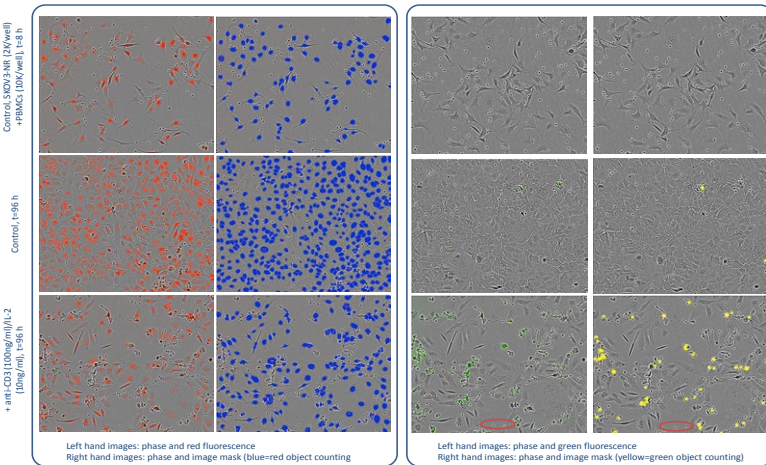 Control, SKOV3-NR (2K/well)
+PBMCs (10K/well), t=8 h
Control, t=96 h
+ anti-CD3 (100ng/ml)/IL-2
(10ng/ml), t=96 h
Left hand images: phase and red fluorescence
Right hand images: phase and image mask (blue=red object counting
Left hand images: phase and green fluorescence
Right hand images: phase and image mask (yellow=green object counting)